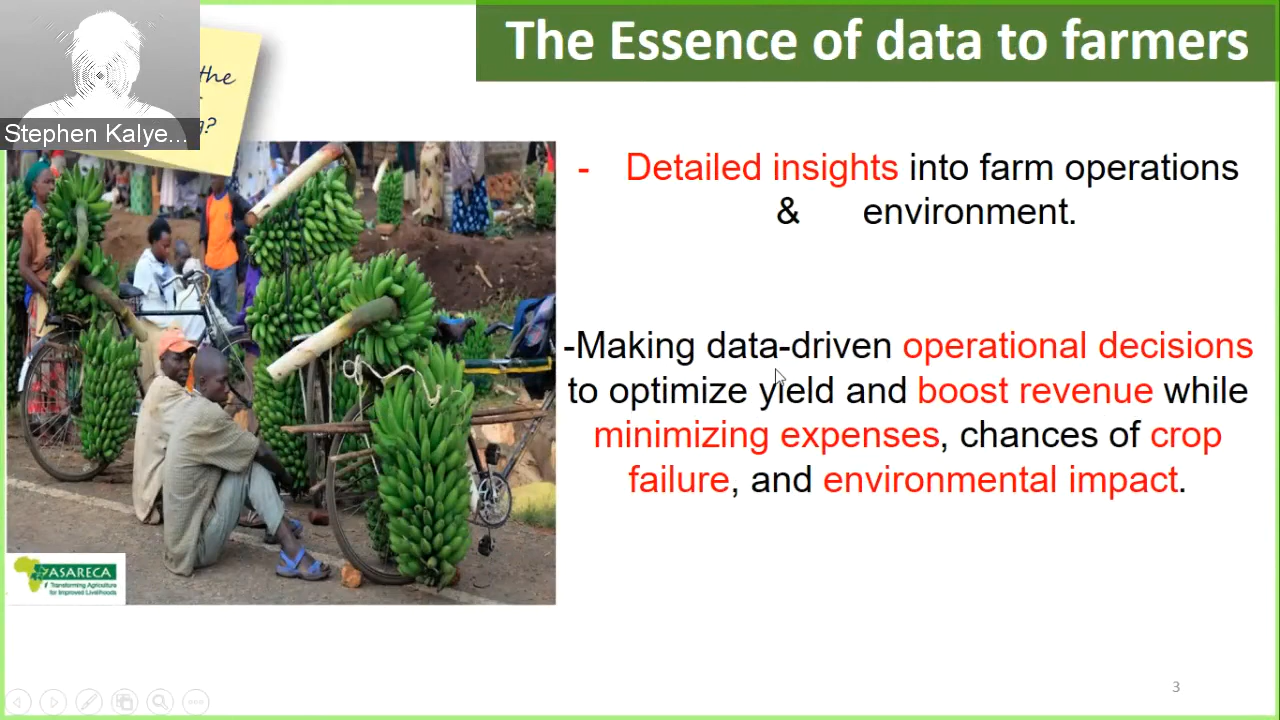 The Essence of data to farmers
the
?
Stephen Kalye...
- Detailed insights into farm operations
& environment.
-Making data-driven operational decisions
to optimize yield and boost revenue while
minimizing expenses, chances of crop
failure, and environmental impact.
ASARECA
Transforming Agriculture
for Improved Livelihoods
3